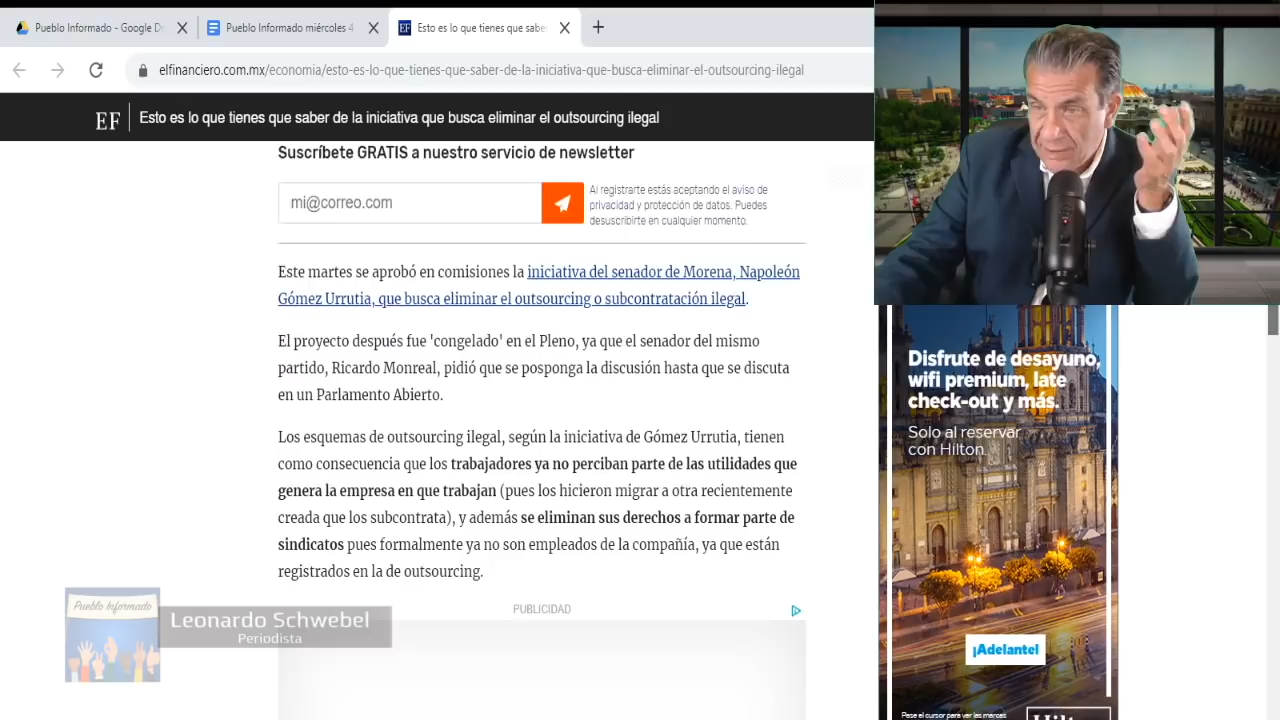 Pueblo Informado - Google D
Pueblo Informado miércoles 4
Esto es lo que tienes que sabe
elfinanciero.com.mx/economia/esto-es-lo-que-tienes-que-saber-de-la-iniciativa-que-busca-eliminar-el-outsourcing-ilegal
EF
Esto es lo que tienes que saber de la iniciativa que busca eliminar el outsourcing ilegal
Suscríbete GRATIS a nuestro servicio de newsletter
mi@correo.com
Al registrarte estás aceptando el aviso de
privacidad y protección de datos. Puedes
desuscribirte en cualquier momento.
Este martes se aprobó en comisiones la iniciativa del senador de Morena, Napoleón
Gómez Urrutia, que busca eliminar el outsourcing o subcontratación ilegal.
El proyecto después fue 'congelado' en el Pleno, ya que el senador del mismo
partido, Ricardo Monreal, pidió que se posponga la discusión hasta que se discuta
en un Parlamento Abierto.
Los esquemas de outsourcing ilegal, según la iniciativa de Gómez Urrutia, tienen
como consecuencia que los trabajadores ya no perciban parte de las utilidades que
genera la empresa en que trabajan (pues los hicieron migrar a otra recientemente
creada que los subcontrata), y además se eliminan sus derechos a formar parte de
sindicatos pues formalmente ya no son empleados de la compañía, ya que están
registrados en la de outsourcing.
PUBLICIDAD
Disfrute de desayuno,
wifi premium, late
check-out y más.
Solo al reservar
con Hilton.
¡Adelante!
Pase el cursor para ver las marcas
Hilton
Pueblo Informado
Leonardo Schwebel
Periodista